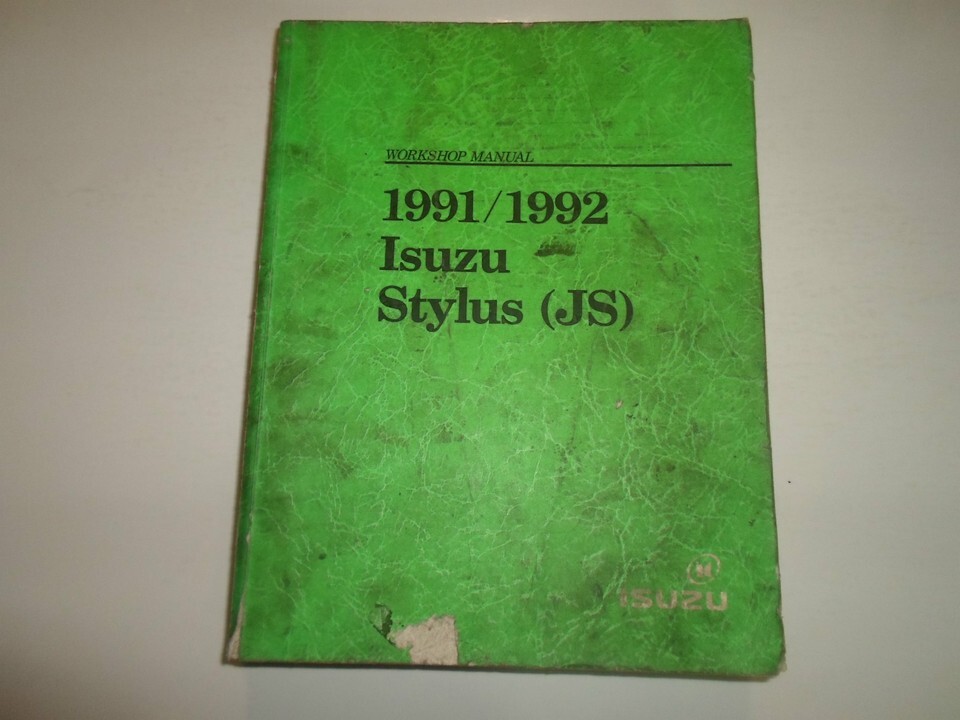 WORKSHOP MANUAL
1991/1992
Isuzu
Stylus (JS)
ISUZU